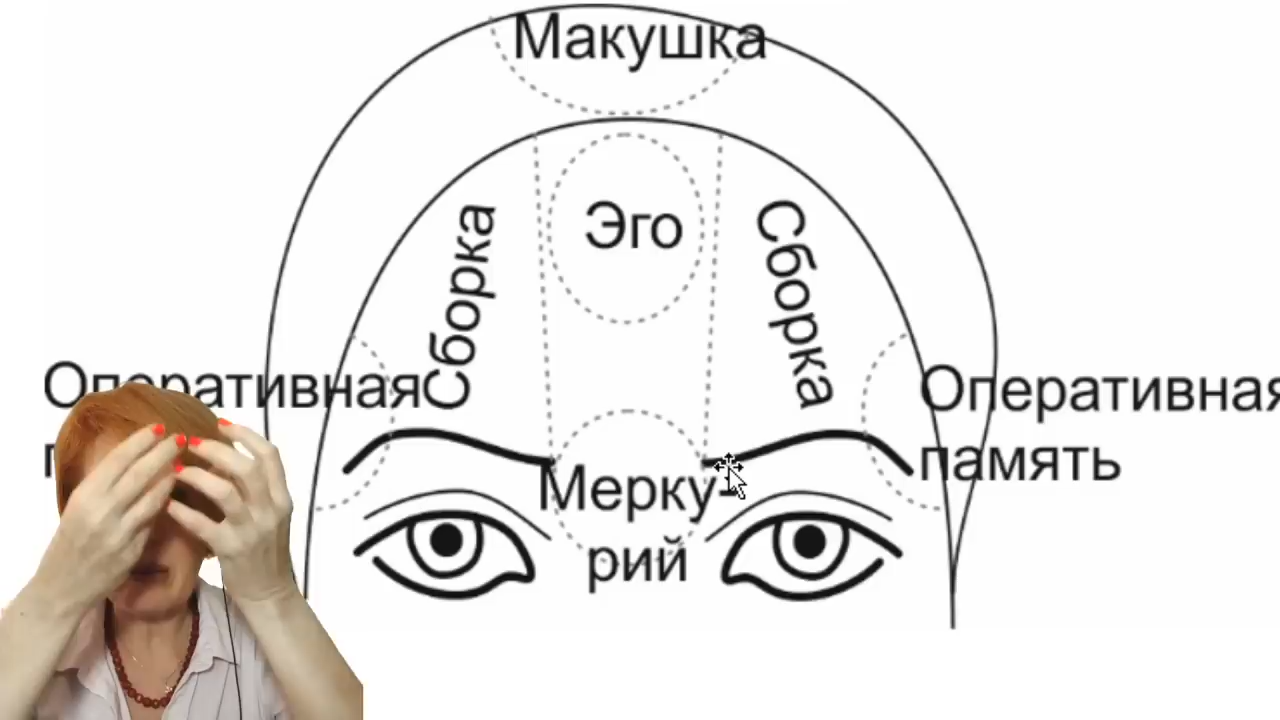 Макушка
Эго
Сборка
Сборка
Оперативная
Оперативная
память
Мерку-
рий